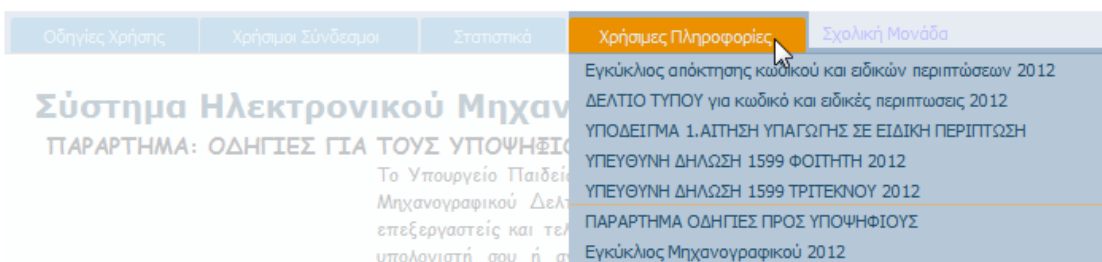 Οδηγίες Χρήσης Χρήσιμοι Σύνδεσμοι Στατιστικά Χρήσιμες Πληροφορίες Σχολική Μονάδα
Εγκύκλιος απόκτησης κωδικού και ειδικών περιπτώσεων 2012
ΔΕΛΤΙΟ ΤΥΠΟΥ για κωδικό και ειδικές περιπτωσεις 2012
ΥΠΟΔΕΙΓΜΑ 1.ΑΙΤΗΣΗ ΥΠΑΓΩΓΗΣ ΣΕ ΕΙΔΙΚΗ ΠΕΡΙΠΤΩΣΗ
ΥΠΕΥΘΥΝΗ ΔΗΛΩΣΗ 1599 ΦΟΙΤΗΤΗ 2012
ΥΠΕΥΘΥΝΗ ΔΗΛΩΣΗ 1599 ΤΡΙΤΕΚΝΟΥ 2012
ΠΑΡΑΡΤΗΜΑ ΟΔΗΓΙΕΣ ΠΡΟΣ ΥΠΟΨΗΦΙΟΥΣ
Εγκύκλιος Μηχανογραφικού 2012
Σύστημα Ηλεκτρονικού Μηχαν
ΠΑΡΑΡΤΗΜΑ: ΟΔΗΓΙΕΣ ΓΙΑ ΤΟΥΣ ΥΠΟΨΗΦΙΟ
Το Υπουργείο Παιδεία
Μηχανογραφικού Δελτ
επεξεργαστείς και τελ
υπολογιστή σου ή α